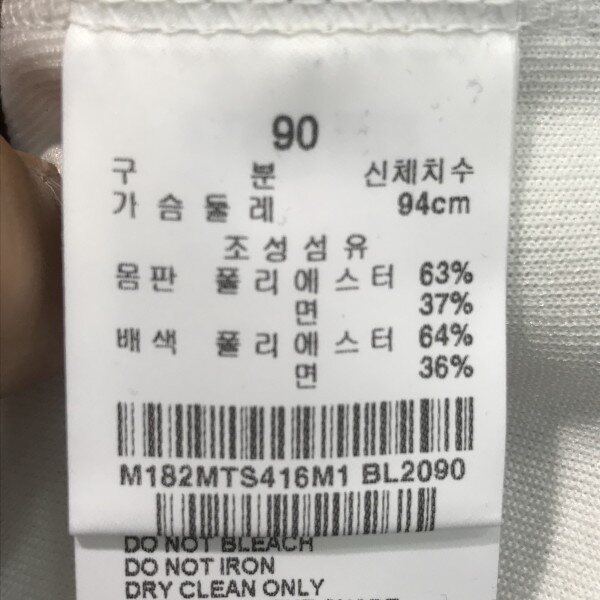 90
구 분 신체치수
가슴둘레 94cm
조성섬유
몸판 폴리에스터 63%
면 37%
배색 폴리에스터 64%
면 36%
M182MTS416M1 BL2090
DO NOT BLEACH
DO NOT IRON
DRY CLEAN ONLY